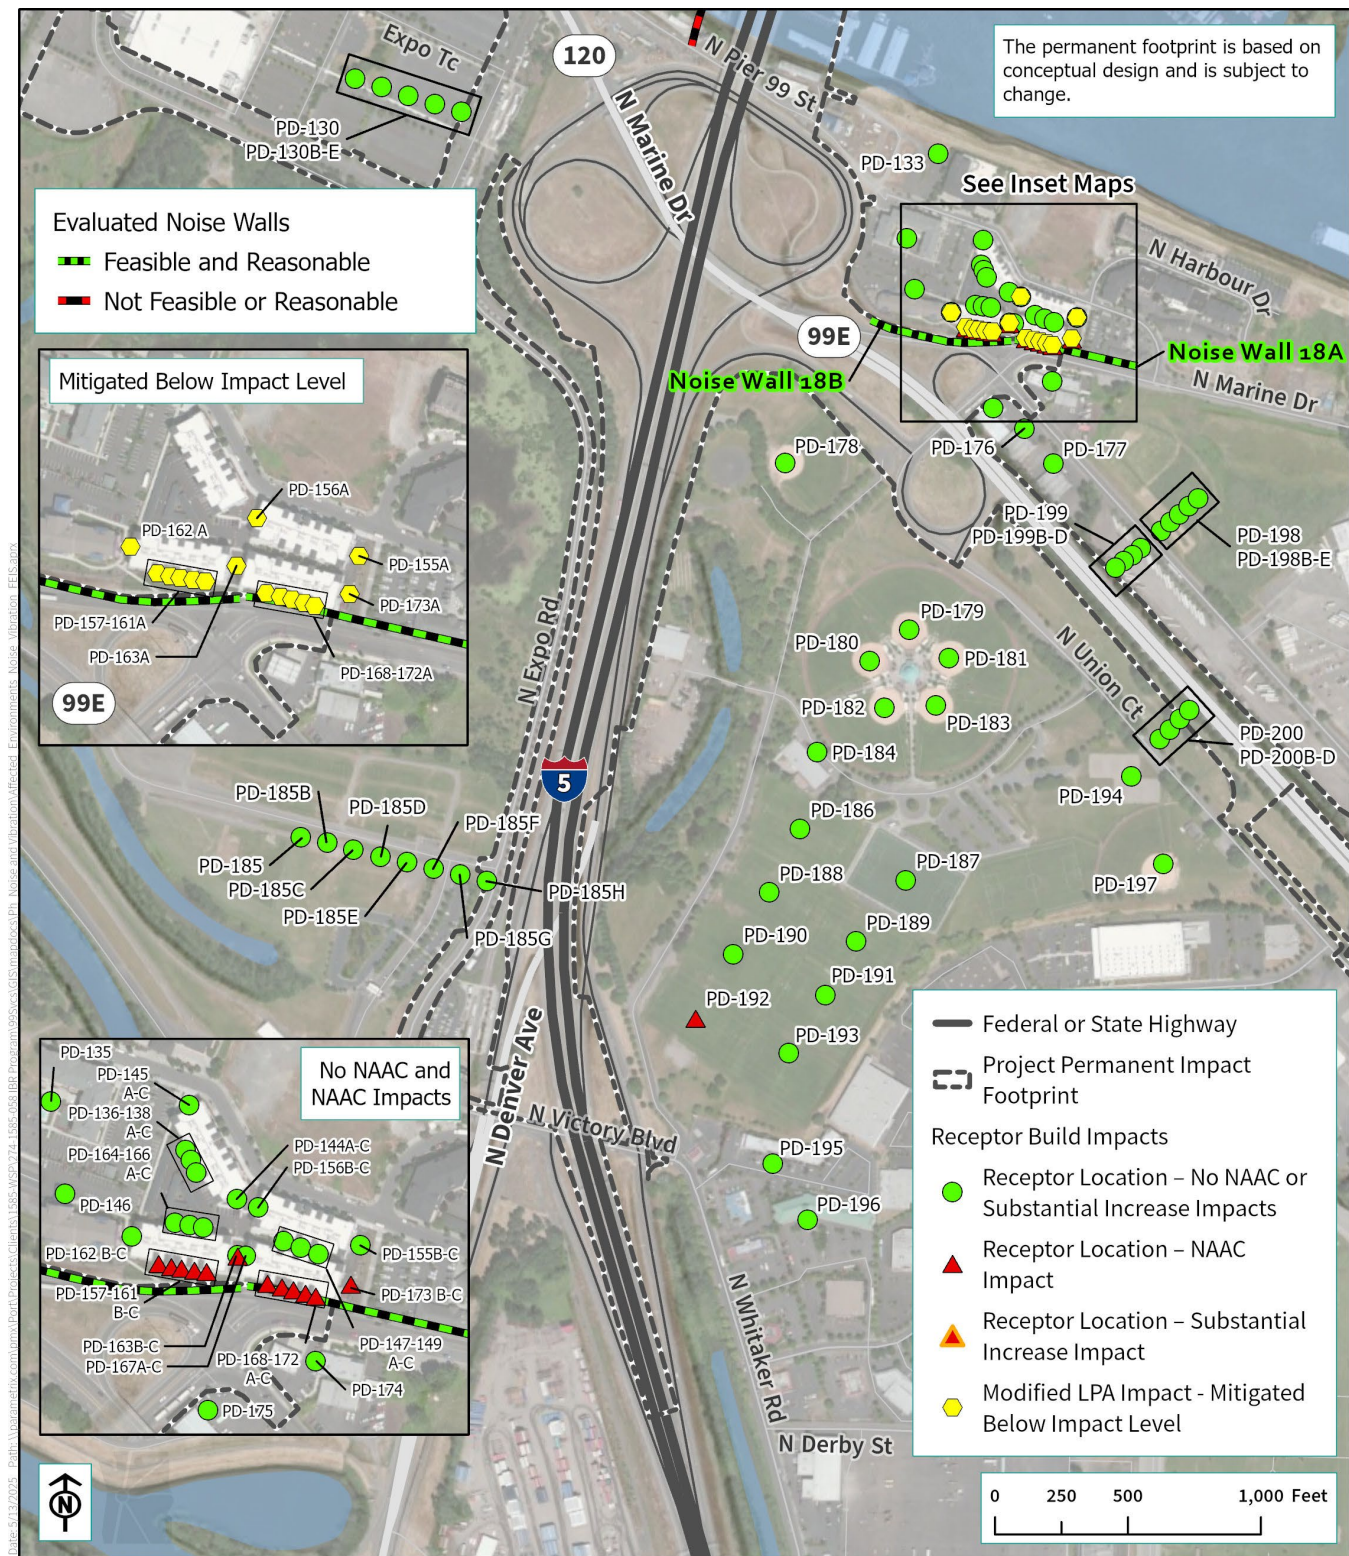 Expo Tc
120
N Pier 99 St
N Marine Dr
The permanent footprint is based on
conceptual design and is subject to
change.
PD-130
PD-130B-E
PD-133
See Inset Maps
Evaluated Noise Walls
Feasible and Reasonable
Not Feasible or Reasonable
N Harbour Dr
99E
Noise Wall 18A
Noise Wall 18B
N Marine Dr
Mitigated Below Impact Level
PD-156A
PD-162 A
PD-155A
PD-173A
PD-157-161A
PD-163A
PD-168-172A
99E
PD-178
PD-176
PD-177
PD-199
PD-199B-D
PD-198
PD-198B-E
N Expo Rd
PD-179
PD-180
PD-181
PD-182
PD-183
N Union Ct
PD-184
PD-200
PD-200B-D
5
PD-194
PD-185B
PD-185D
PD-185F
PD-185
PD-185C
PD-185E
PD-185H
PD-185G
PD-186
PD-187
PD-188
PD-197
PD-189
PD-190
PD-191
PD-192
PD-193
N Denver Ave
N Victory Blvd
PD-195
PD-196
N Whitaker Rd
N Derby St
No NAAC and
NAAC Impacts
PD-135
PD-145
A-C
PD-136-138
A-C
PD-164-166
A-C
PD-144A-C
PD-156B-C
PD-146
PD-162 B-C
PD-155B-C
PD-157-161
B-C
PD-173 B-C
PD-163B-C
PD-167A-C
PD-168-172
A-C
PD-147-149
A-C
PD-174
PD-175
Federal or State Highway
Project Permanent Impact
Footprint
Receptor Build Impacts
Receptor Location – No NAAC or
Substantial Increase Impacts
Receptor Location – NAAC
Impact
Receptor Location – Substantial
Increase Impact
Modified LPA Impact - Mitigated
Below Impact Level
N
0 250 500 1,000 Feet